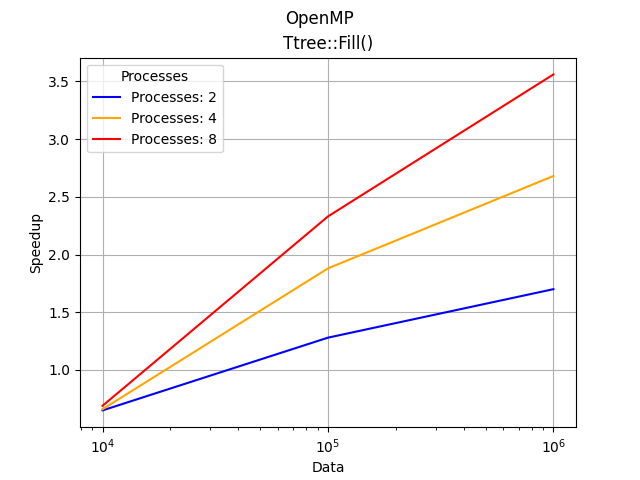 OpenMP
Ttree::Fill()
Processes
Processes: 2
Processes: 4
Processes: 8
3.5
3.0
2.5
2.0
1.5
1.0
Speedup
10⁴ 10⁵ 10⁶
Data